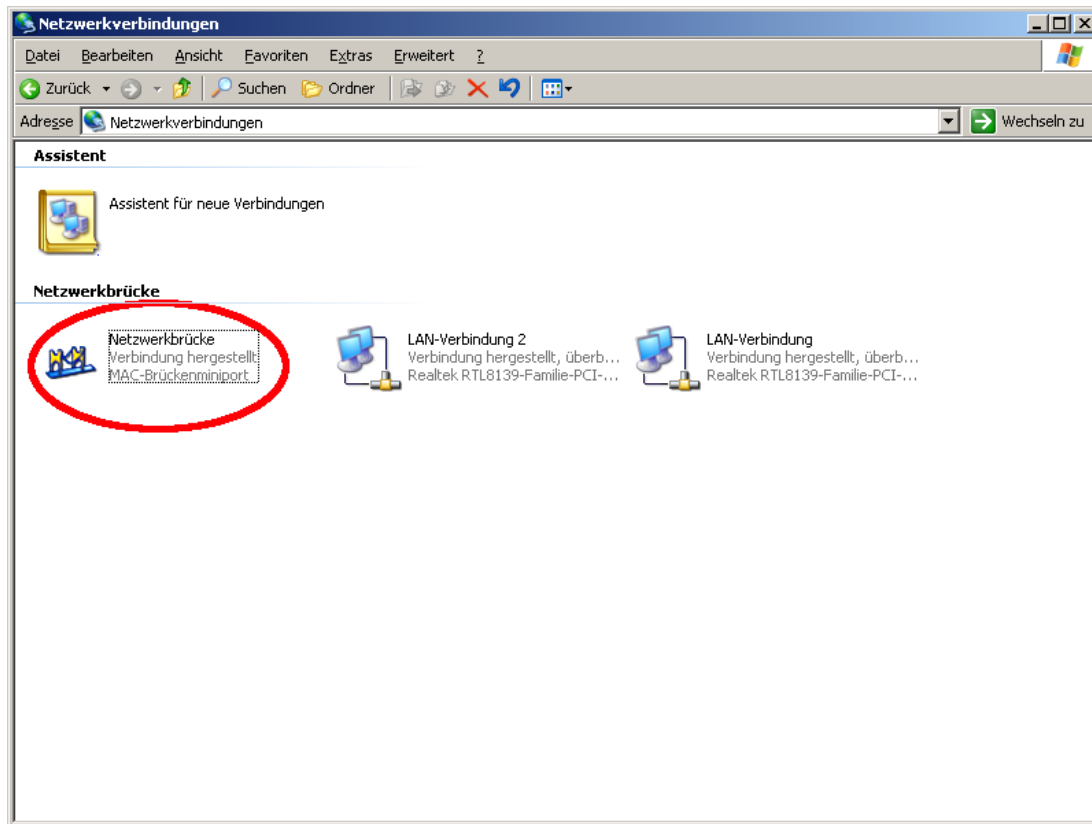 Netzwerkverbindungen
Datei Bearbeiten Ansicht Favoriten Extras Erweitert ?
Zurück Suchen Ordner
Adresse Netzwerkverbindungen Wechseln zu
Assistent
Assistent für neue Verbindungen
Netzwerkbrücke
Netzwerkbrücke LAN-Verbindung 2 LAN-Verbindung
Verbindung hergestellt Verbindung hergestellt, überb... Verbindung hergestellt, überb...
MAC-Brückenminiport Realtek RTL8139-Familie-PCI-... Realtek RTL8139-Familie-PCI-...